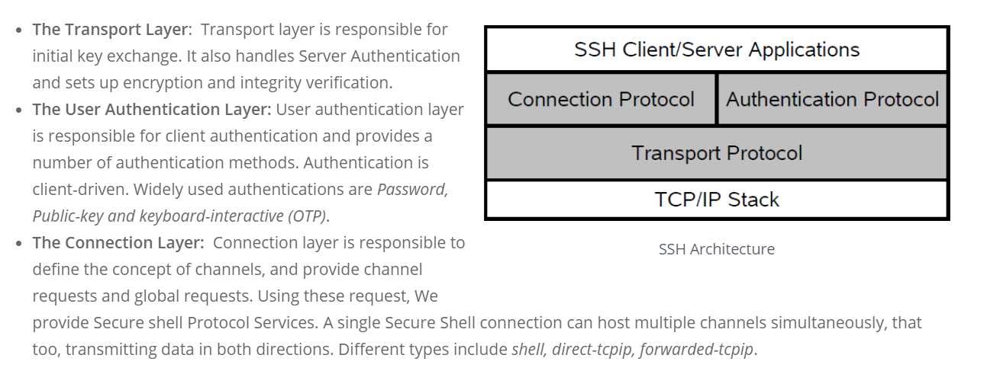 The Transport Layer:  Transport layer is responsible for
initial key exchange. It also handles Server Authentication
and sets up encryption and integrity verification.
The User Authentication Layer: User authentication layer
is responsible for client authentication and provides a
number of authentication methods. Authentication is
client-driven. Widely used authentications are Password,
Public-key and keyboard-interactive (OTP).
The Connection Layer:  Connection layer is responsible to
define the concept of channels, and provide channel
requests and global requests. Using these request, We
provide Secure shell Protocol Services. A single Secure Shell connection can host multiple channels simultaneously, that
too, transmitting data in both directions. Different types include shell, direct-tcpip, forwarded-tcpip.
SSH Client/Server Applications
Connection Protocol
Authentication Protocol
Transport Protocol
TCP/IP Stack
SSH Architecture